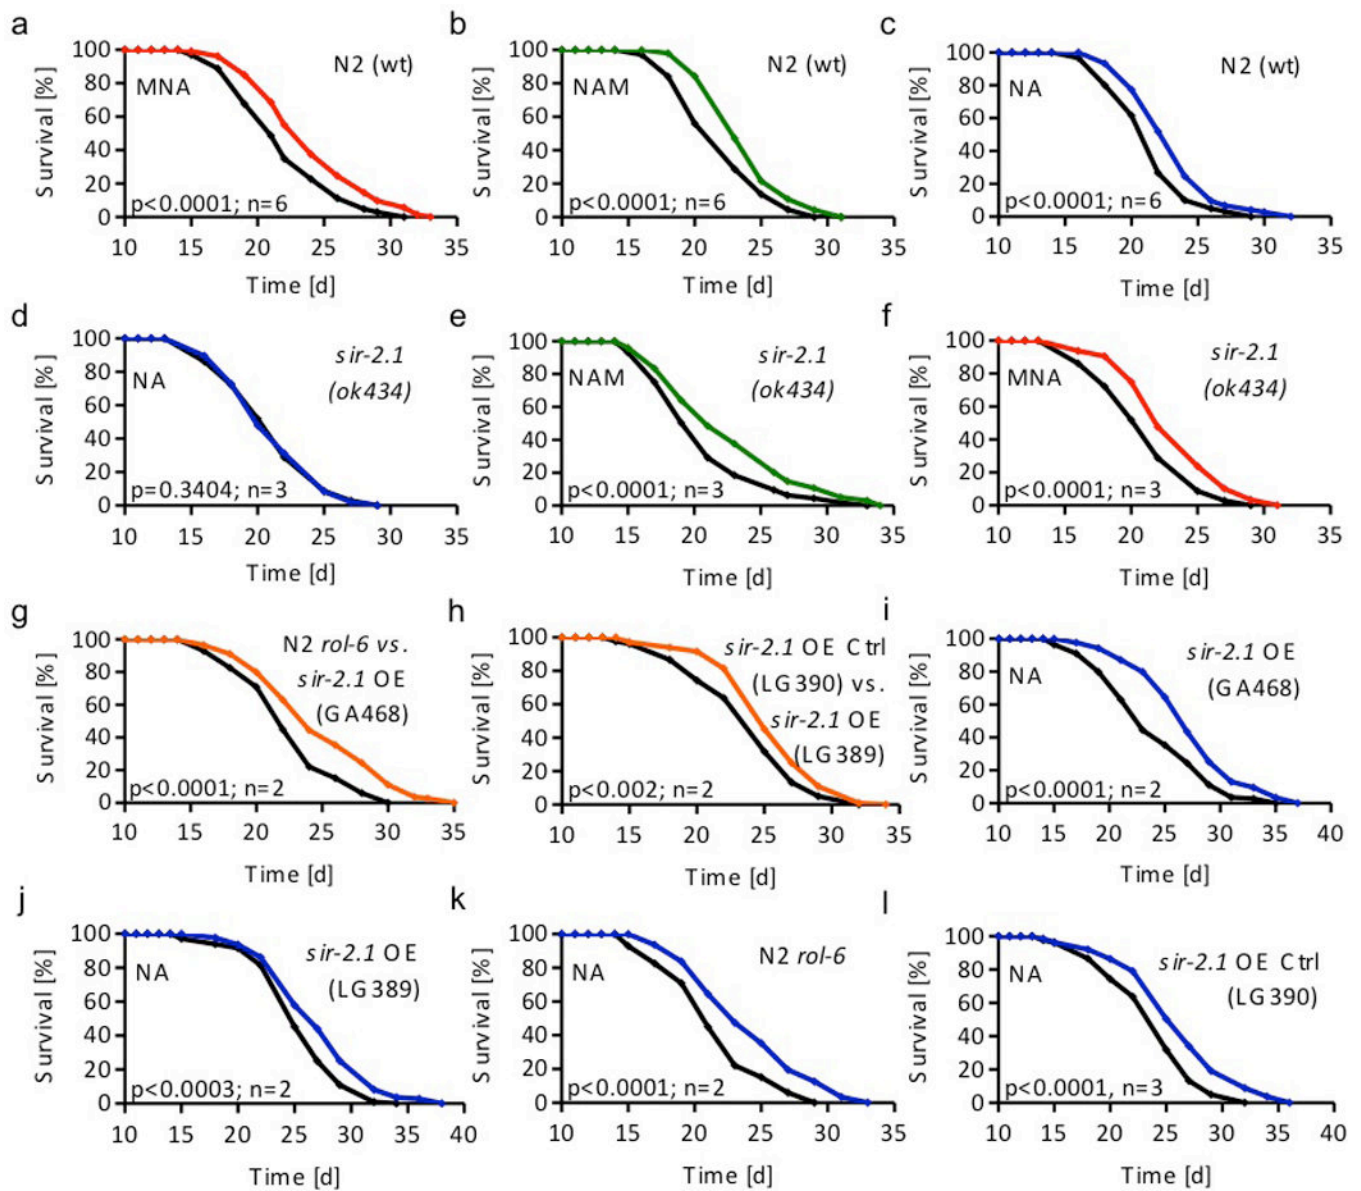 a
Survival [%]
100
80
60
40
20
0
MNA
N2 (wt)
p<0.0001; n=6
10 15 20 25 30 35
Time [d]
b
Survival [%]
100
80
60
40
20
0
NAM
N2 (wt)
p<0.0001; n=6
10 15 20 25 30 35
Time [d]
c
Survival [%]
100
80
60
40
20
0
NA
N2 (wt)
p<0.0001; n=6
10 15 20 25 30 35
Time [d]
d
Survival [%]
100
80
60
40
20
0
NA
sir-2.1
(ok434)
p=0.3404; n=3
10 15 20 25 30 35
Time [d]
e
Survival [%]
100
80
60
40
20
0
NAM
sir-2.1
(ok434)
p<0.0001; n=3
10 15 20 25 30 35
Time [d]
f
Survival [%]
100
80
60
40
20
0
MNA
sir-2.1
(ok434)
p<0.0001; n=3
10 15 20 25 30 35
Time [d]
g
Survival [%]
100
80
60
40
20
0
N2 rol-6 vs.
sir-2.1 OE
(GA468)
p<0.0001; n=2
10 15 20 25 30 35
Time [d]
h
Survival [%]
100
80
60
40
20
0
sir-2.1 OE Ctrl
(LG390) vs.
sir-2.1 OE
(LG389)
p<0.002; n=2
10 15 20 25 30 35
Time [d]
i
Survival [%]
100
80
60
40
20
0
NA
sir-2.1 OE
(GA468)
p<0.0001; n=2
10 15 20 25 30 35 40
Time [d]
j
Survival [%]
100
80
60
40
20
0
NA
sir-2.1 OE
(LG389)
p<0.0003; n=2
10 15 20 25 30 35 40
Time [d]
k
Survival [%]
100
80
60
40
20
0
NA
N2 rol-6
p<0.0001; n=2
10 15 20 25 30 35
Time [d]
l
Survival [%]
100
80
60
40
20
0
NA
sir-2.1 OE Ctrl
(LG390)
p<0.0001, n=3
10 15 20 25 30 35 40
Time [d]